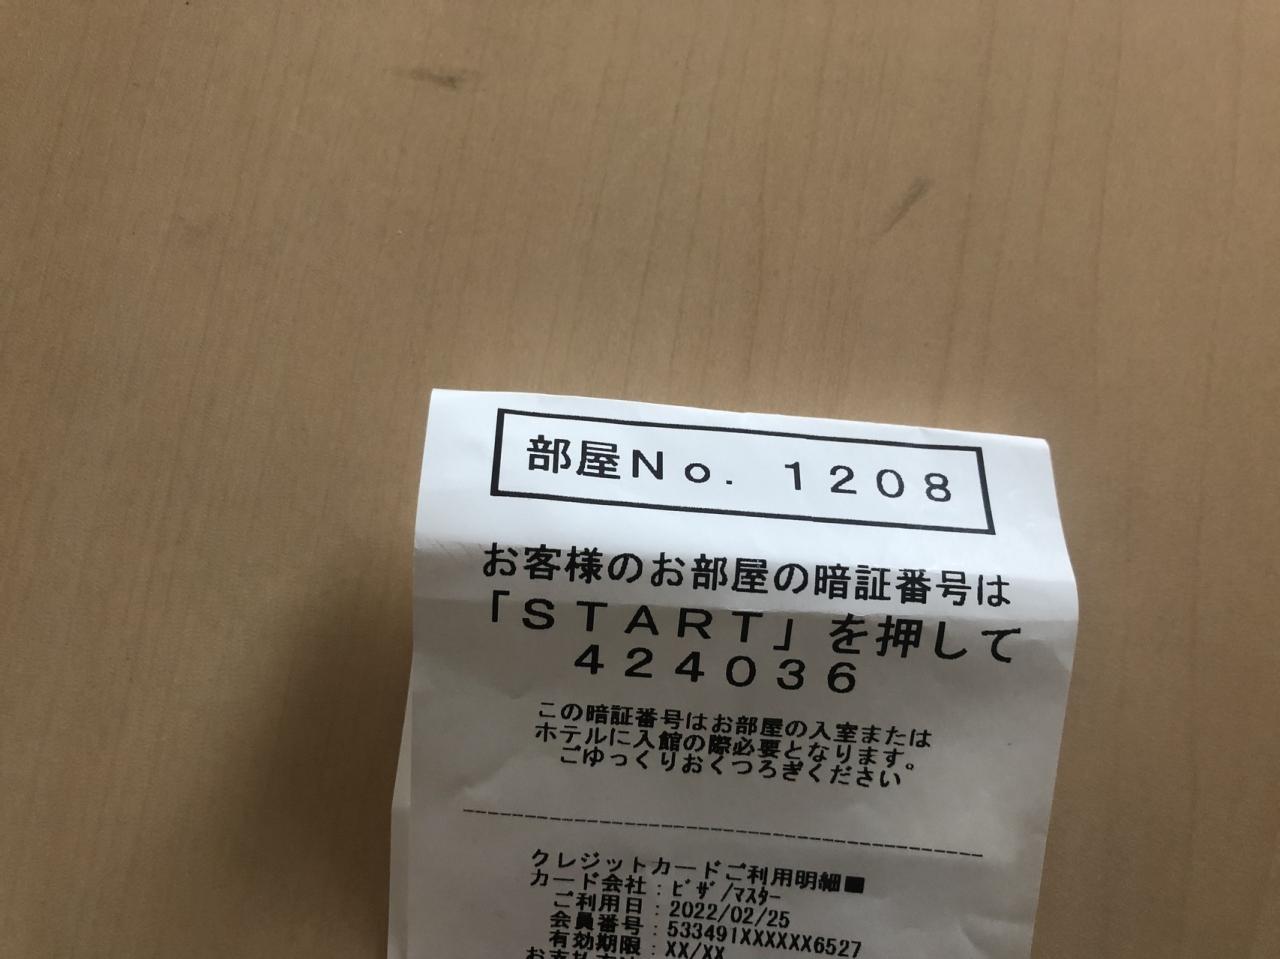 部屋No. 1208
お客様のお部屋の暗証番号は
「START」を押して
424036
この暗証番号はお部屋の入室または
ホテルに入館の際必要となります。
ごゆっくりおくつろぎください
クレジットカードご利用明細■
カード会社:ビザ/マスター
ご利用日:2022/02/25
会員番号:533491XXXXXX6527
有効期限:XX/XX